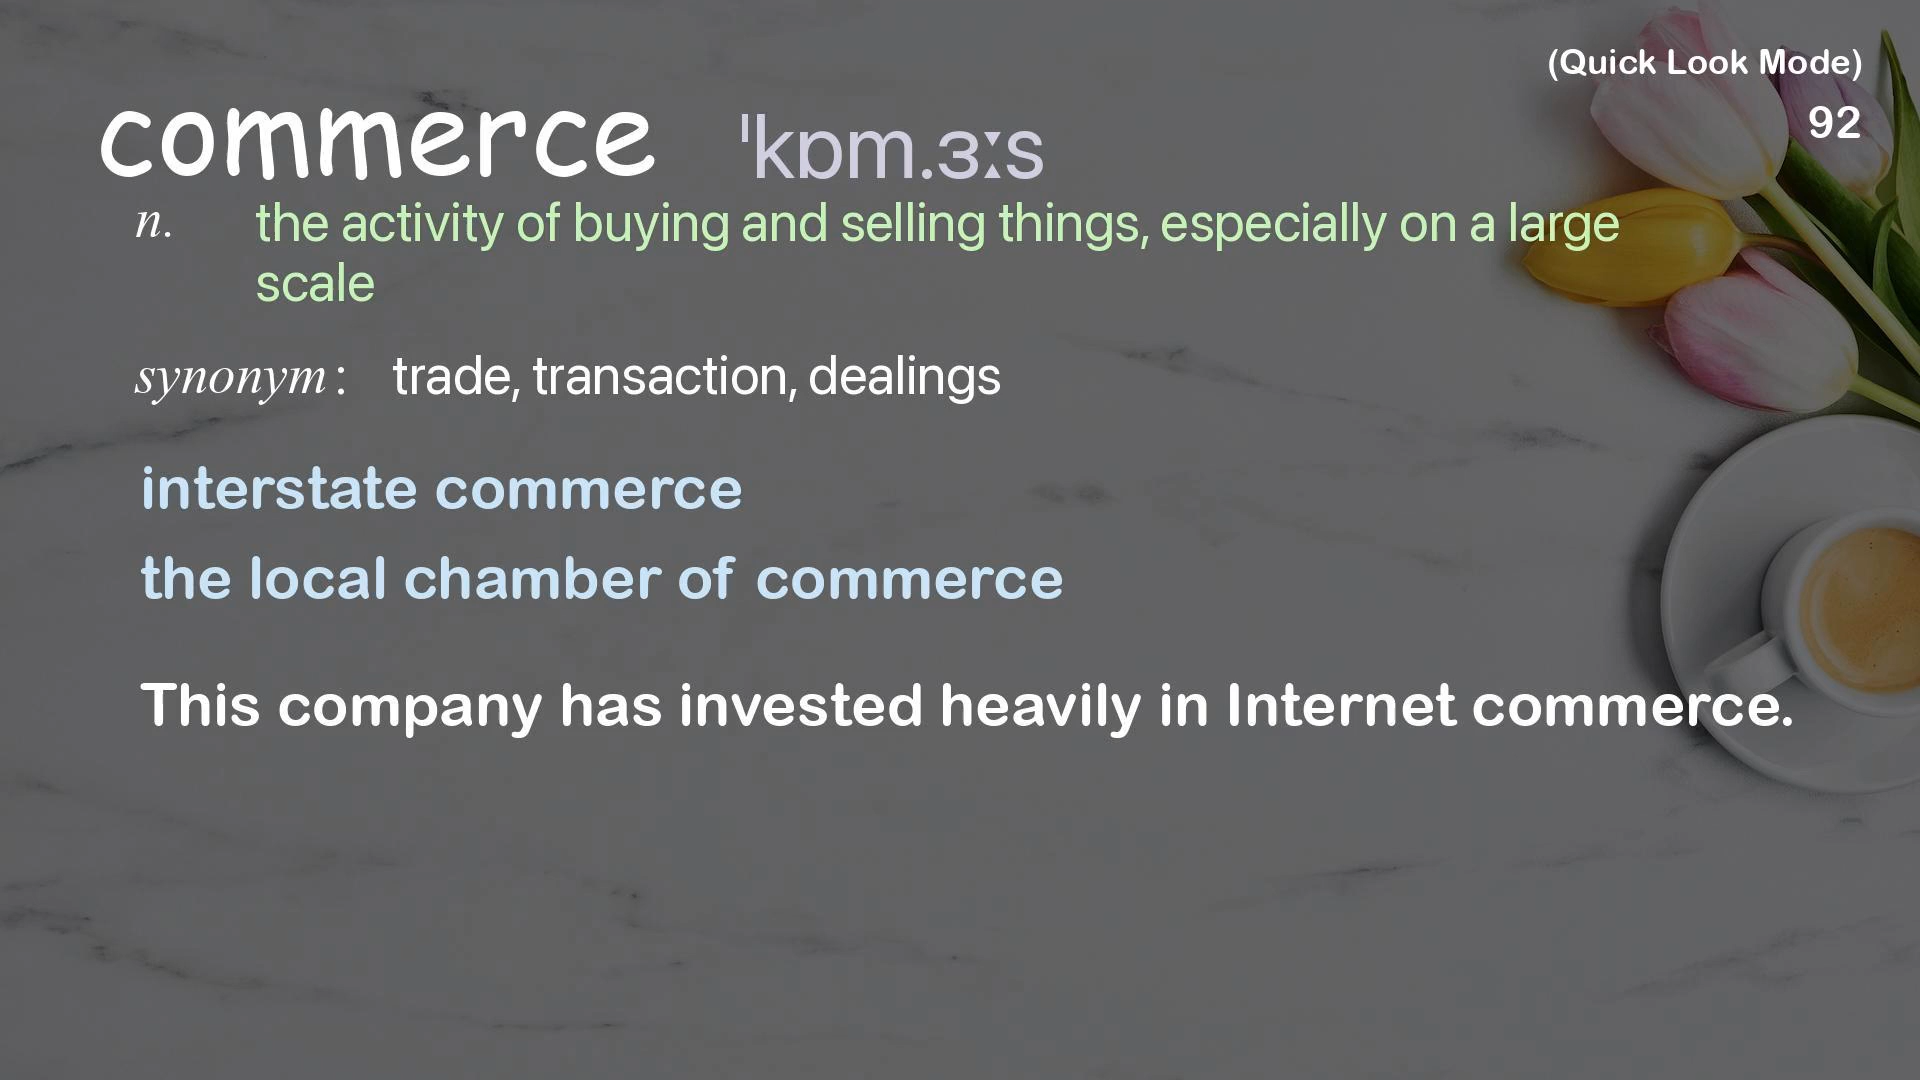 (Quick Look Mode)
92
commerce ˈkɒm.ɜːs
n. the activity of buying and selling things, especially on a large
scale
synonym: trade, transaction, dealings
interstate commerce
the local chamber of commerce
This company has invested heavily in Internet commerce.